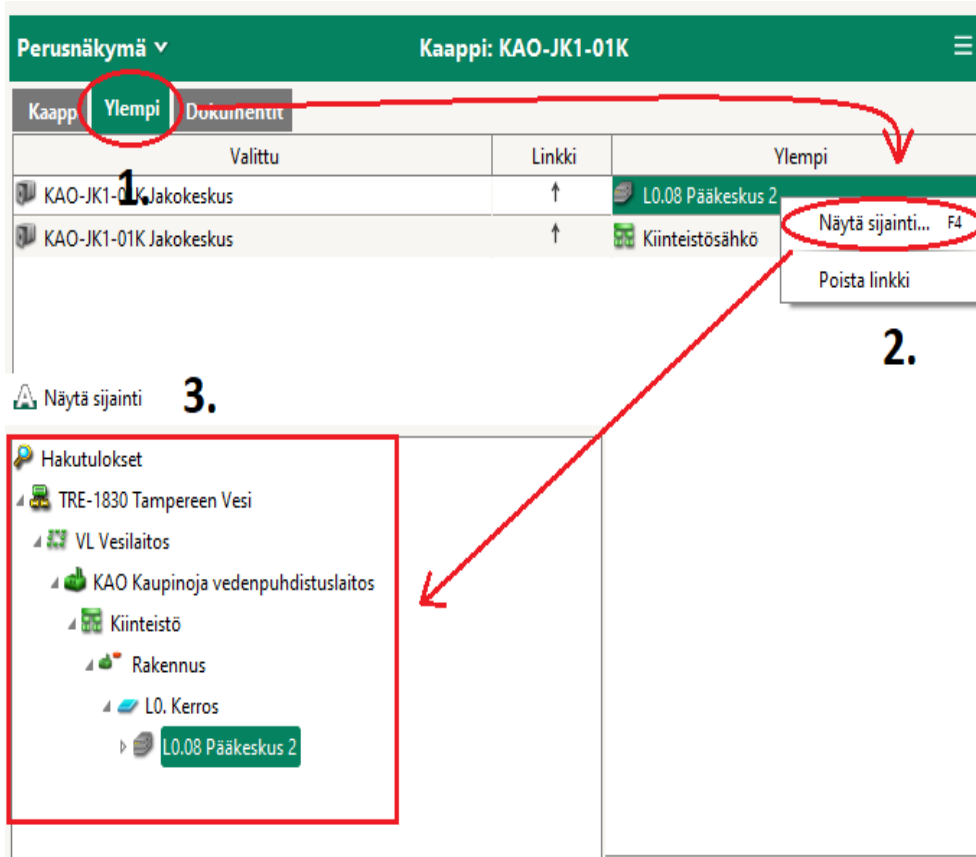 Perusnäkymä Kaappi: KAO-JK1-01K
Kaapp Ylempi Dokumentit
Valittu Linkki Ylempi
1.
KAO-JK1-01K Jakokeskus ↑ L0.08 Pääkeskus 2
KAO-JK1-01K Jakokeskus ↑ Kiinteistösähkö
Näytä sijainti... F4
Poista linkki
2.
Näytä sijainti 3.
Hakutulokset
TRE-1830 Tampereen Vesi
VL Vesilaitos
KAO Kaupinoja vedenpuhdistuslaitos
Kiinteistö
Rakennus
L0. Kerros
L0.08 Pääkeskus 2